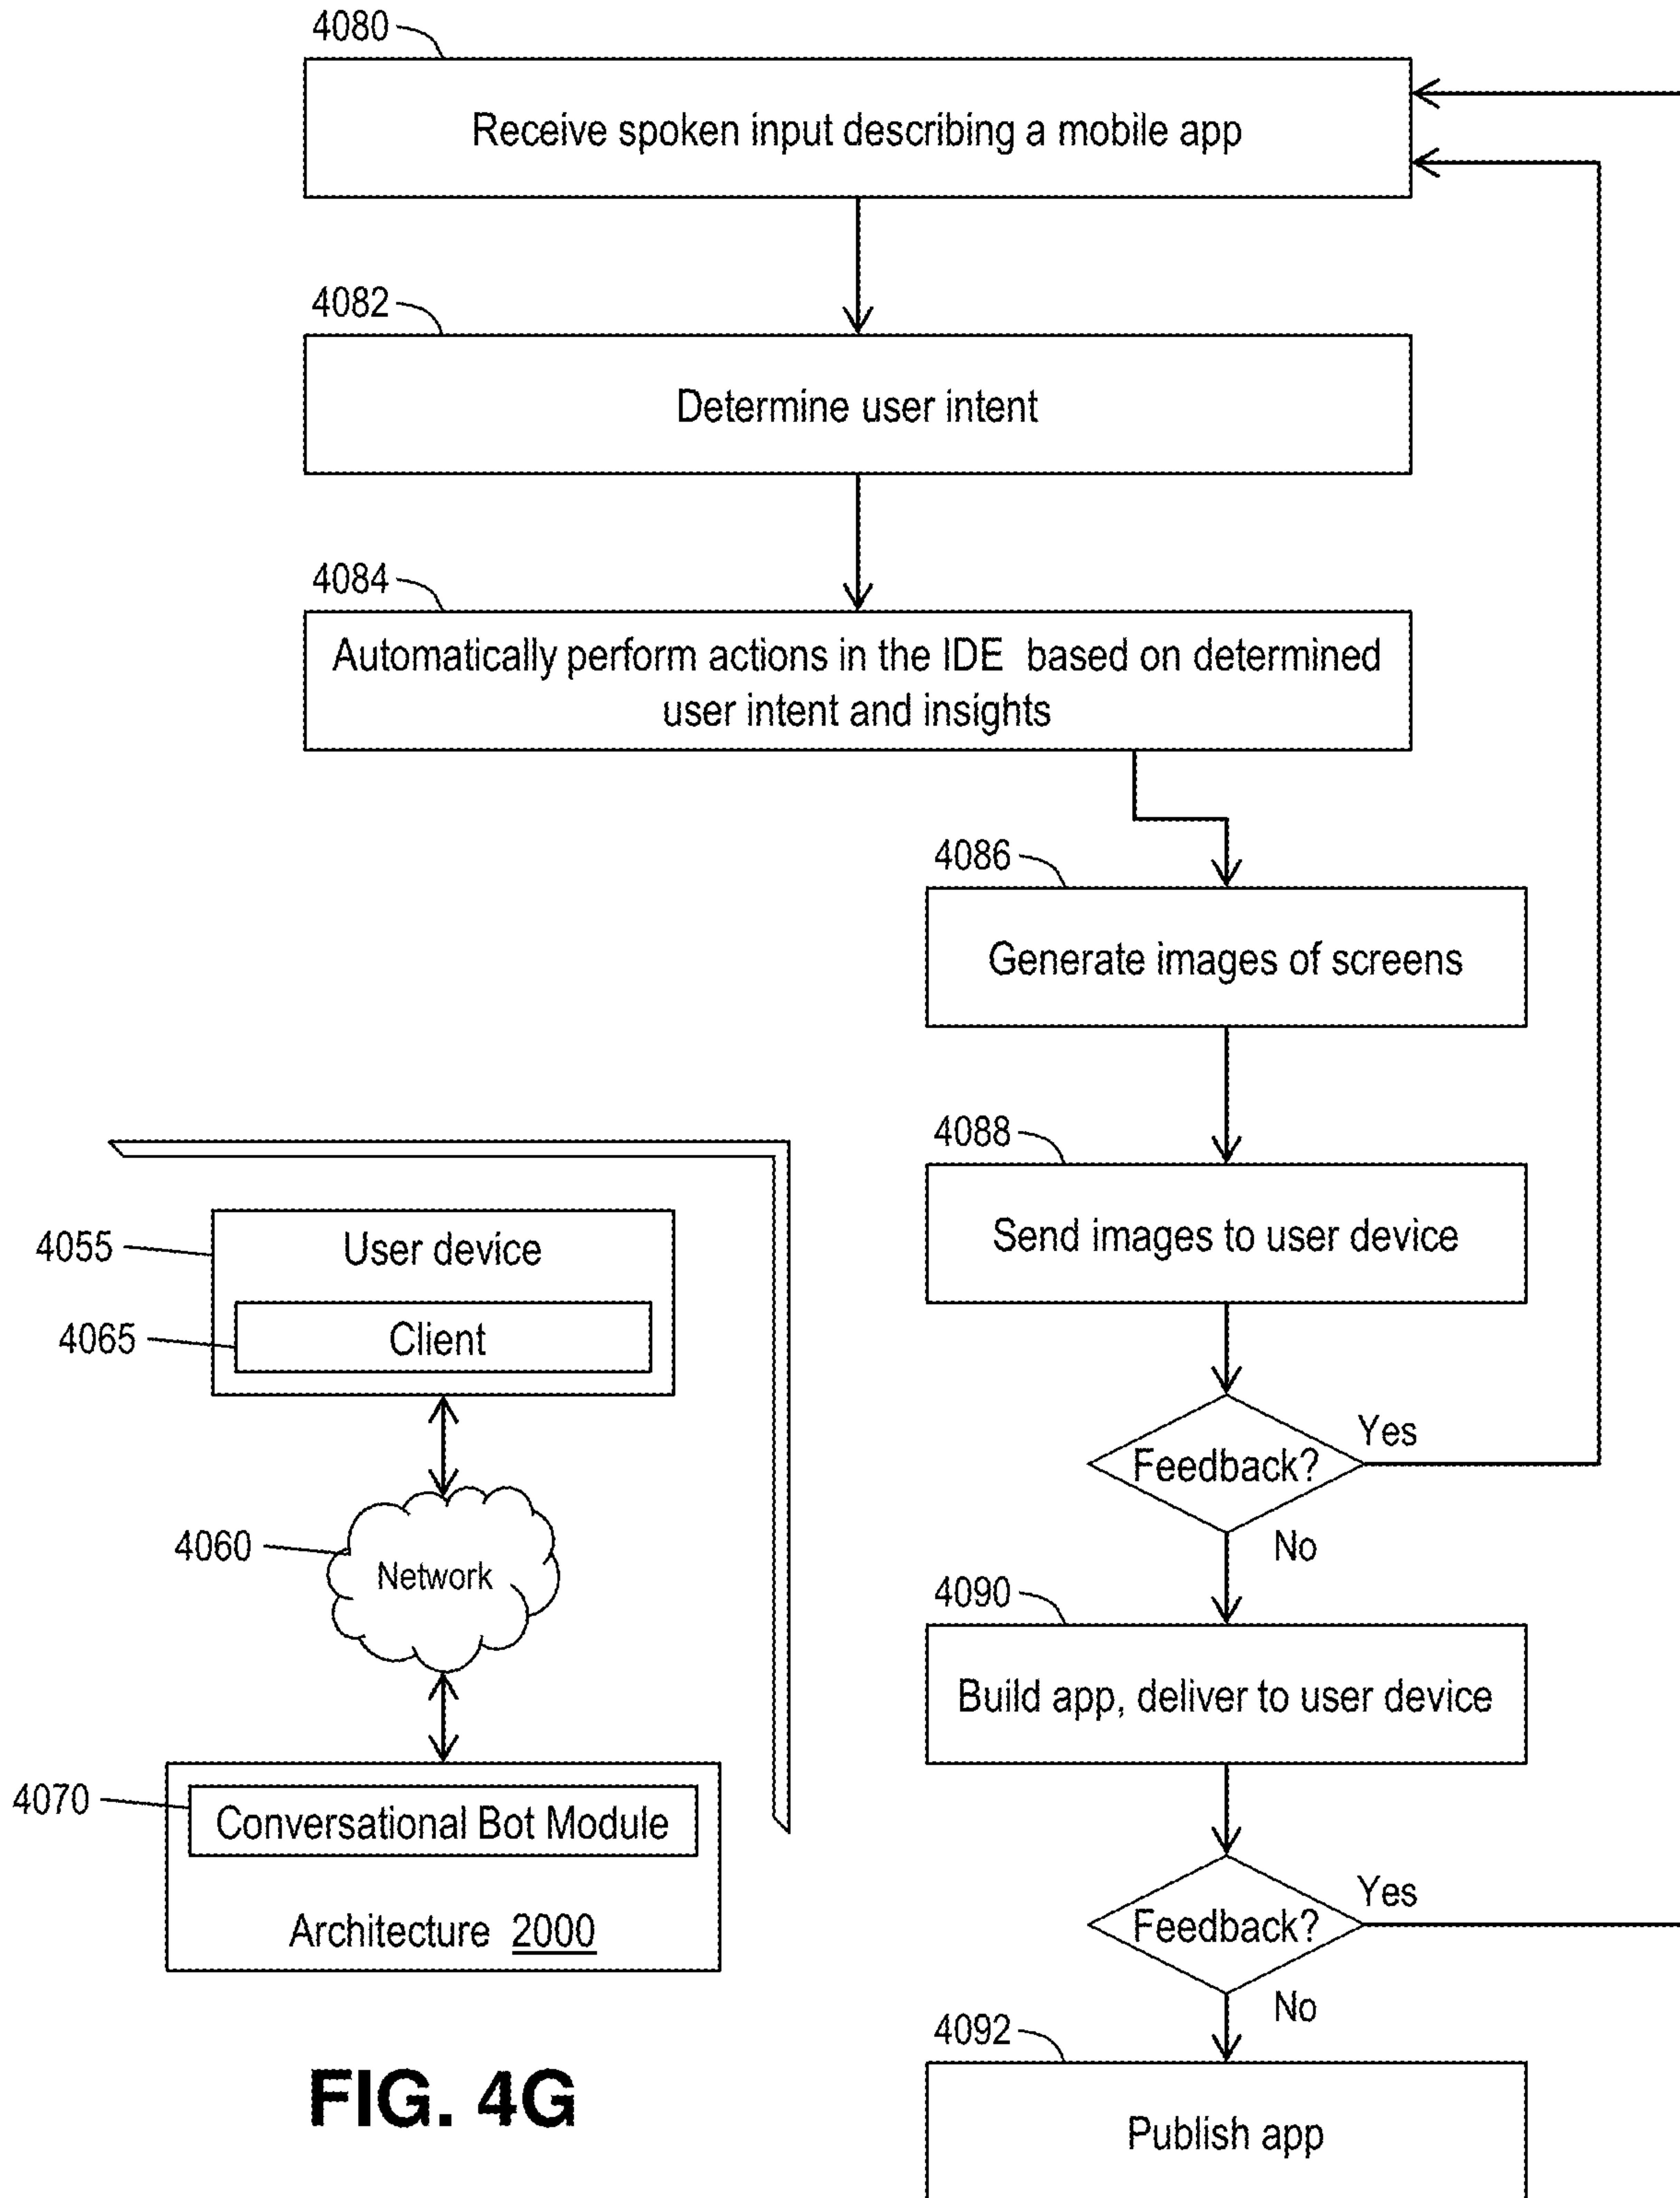 4080
Receive spoken input describing a mobile app
4082
Determine user intent
4084
Automatically perform actions in the IDE based on determined
user intent and insights
4086
Generate images of screens
4088
Send images to user device
Feedback?
Yes
No
4090
Build app, deliver to user device
Feedback?
Yes
No
4092
Publish app
4055
User device
4065
Client
4060
Network
4070
Conversational Bot Module
Architecture 2000
FIG. 4G